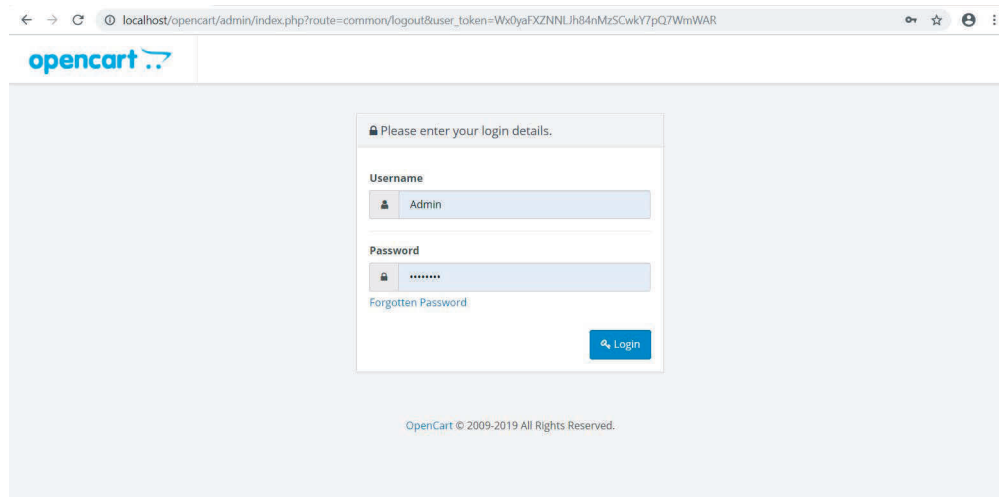 localhost/opencart/admin/index.php?route=common/logout&user_token=Wx0yaFXZNNLJh84nMzSCwkY7pQ7WmWAR
opencart
Please enter your login details.
Username
Admin
Password
••••••••
Forgotten Password
Login
OpenCart © 2009-2019 All Rights Reserved.